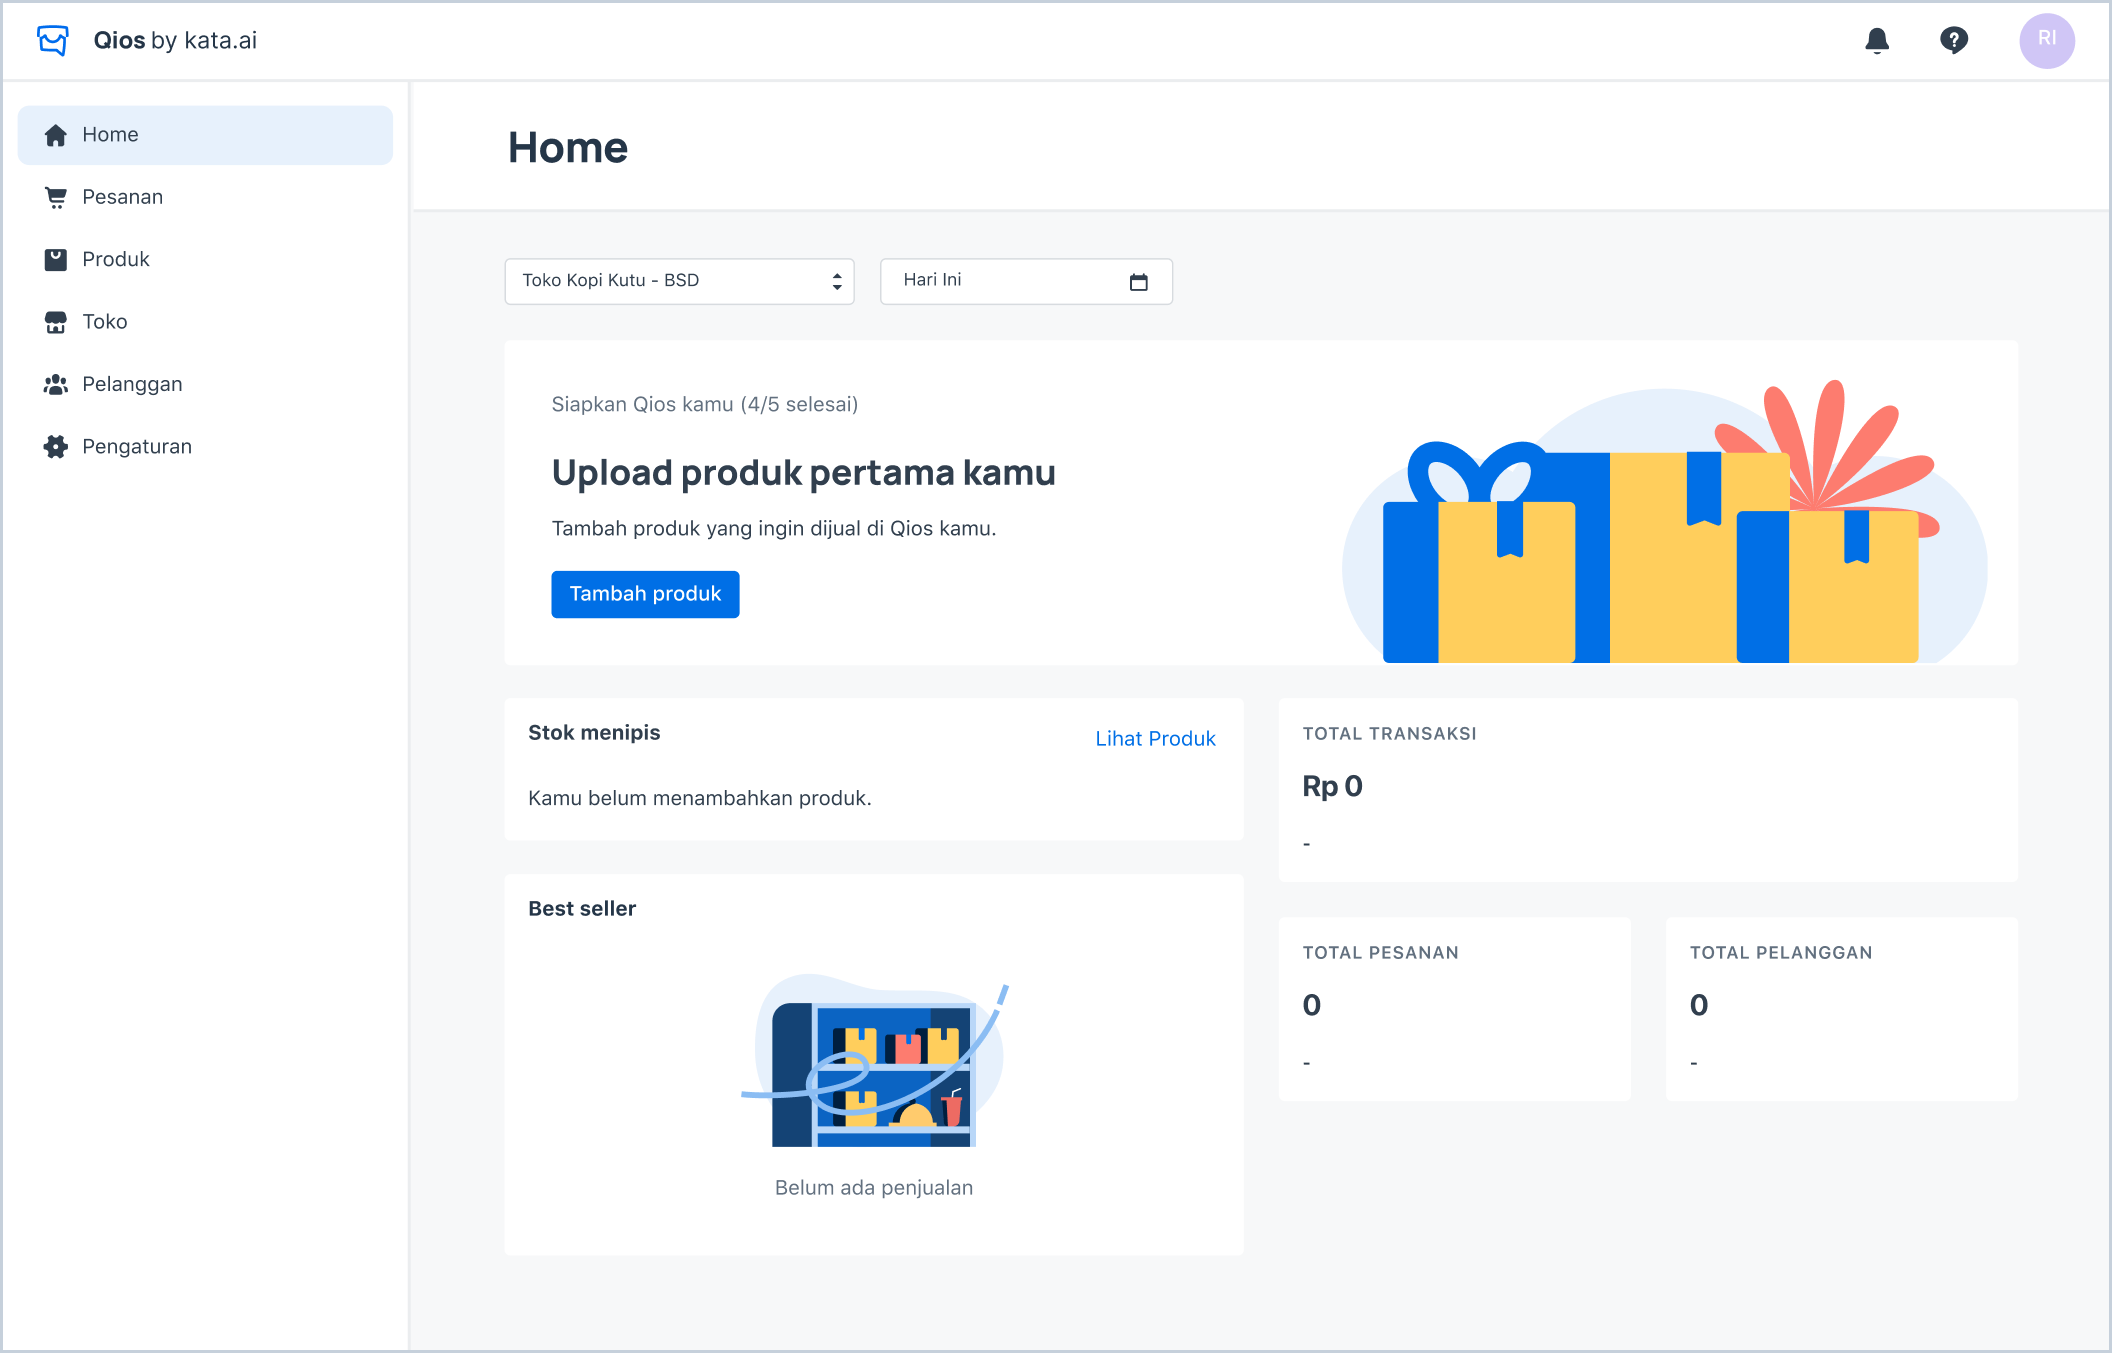 Qios by kata.ai
RI
Home
Pesanan
Produk
Toko
Pelanggan
Pengaturan
Home
Toko Kopi Kutu - BSD
Hari Ini
Siapkan Qios kamu (4/5 selesai)
Upload produk pertama kamu
Tambah produk yang ingin dijual di Qios kamu.
Tambah produk
Stok menipis
Lihat Produk
Kamu belum menambahkan produk.
Best seller
Belum ada penjualan
TOTAL TRANSAKSI
Rp 0
-
TOTAL PESANAN
0
-
TOTAL PELANGGAN
0
-